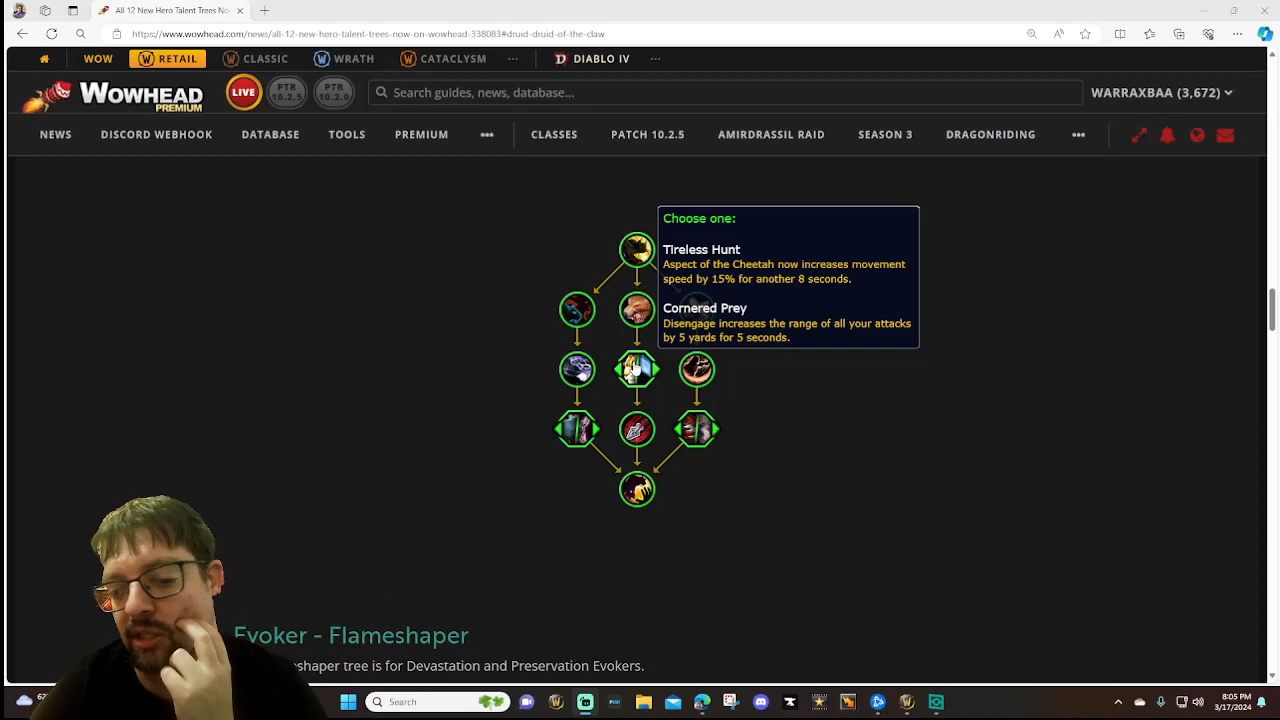 All 12 New Hero Talent Trees No
https://www.wowhead.com/news/all-12-new-hero-talent-trees-now-on-wowhead-338083#druid-druid-of-the-claw
WOW RETAIL CLASSIC WRATH CATACLYSM ... DIABLO IV ...
WOWHEAD PREMIUM LIVE PTR 10.2.5 PTR 10.2.0 Search guides, news, database... WARRAXBAA (3,672)
NEWS DISCORD WEBHOOK DATABASE TOOLS PREMIUM ... CLASSES PATCH 10.2.5 AMIRDRASSIL RAID SEASON 3 DRAGONRIDING ...
Choose one:
Tireless Hunt
Aspect of the Cheetah now increases movement
speed by 15% for another 8 seconds.
Cornered Prey
Disengage increases the range of all your attacks
by 5 yards for 5 seconds.
Evoker - Flameshaper
shaper tree is for Devastation and Preservation Evokers.
Search
8:05 PM
3/17/2024